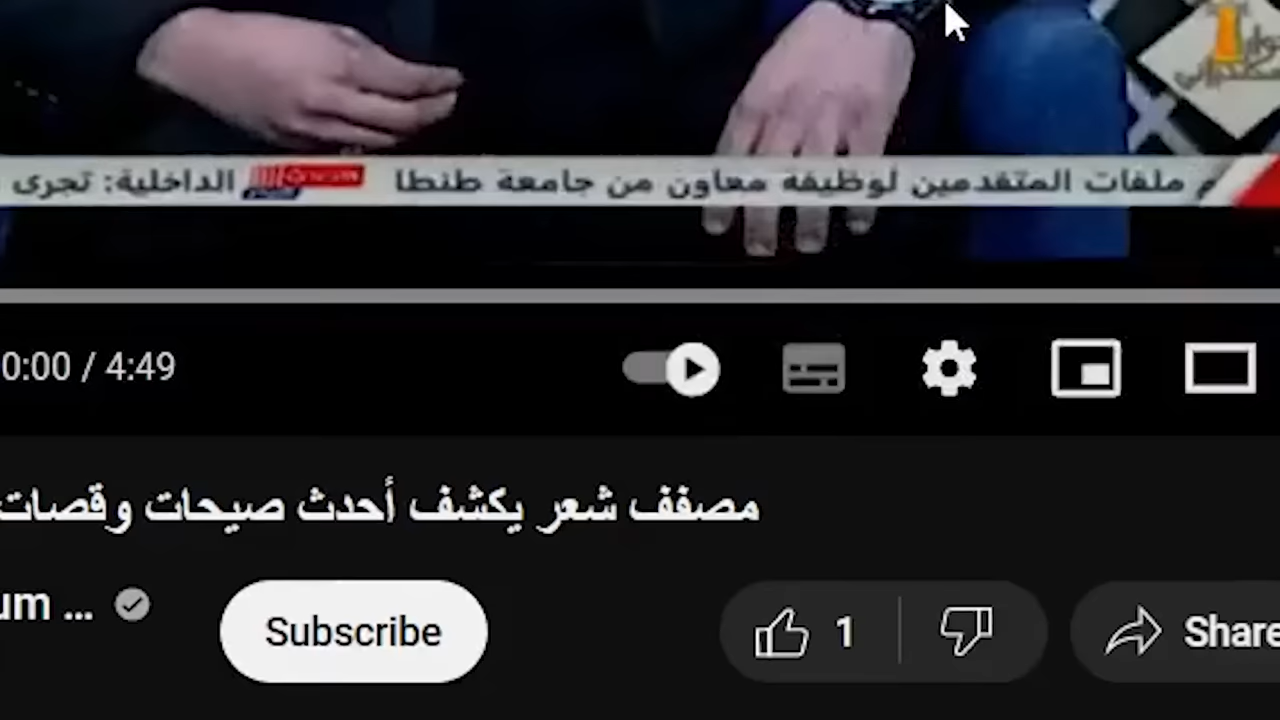 ملفات المتقدمين لوظيفة معاون من جامعة طنطا الداخلية: تجرى
0:00 / 4:49
مصفف شعر يكشف أحدث صيحات وقصات
um ...
Subscribe
1
Share